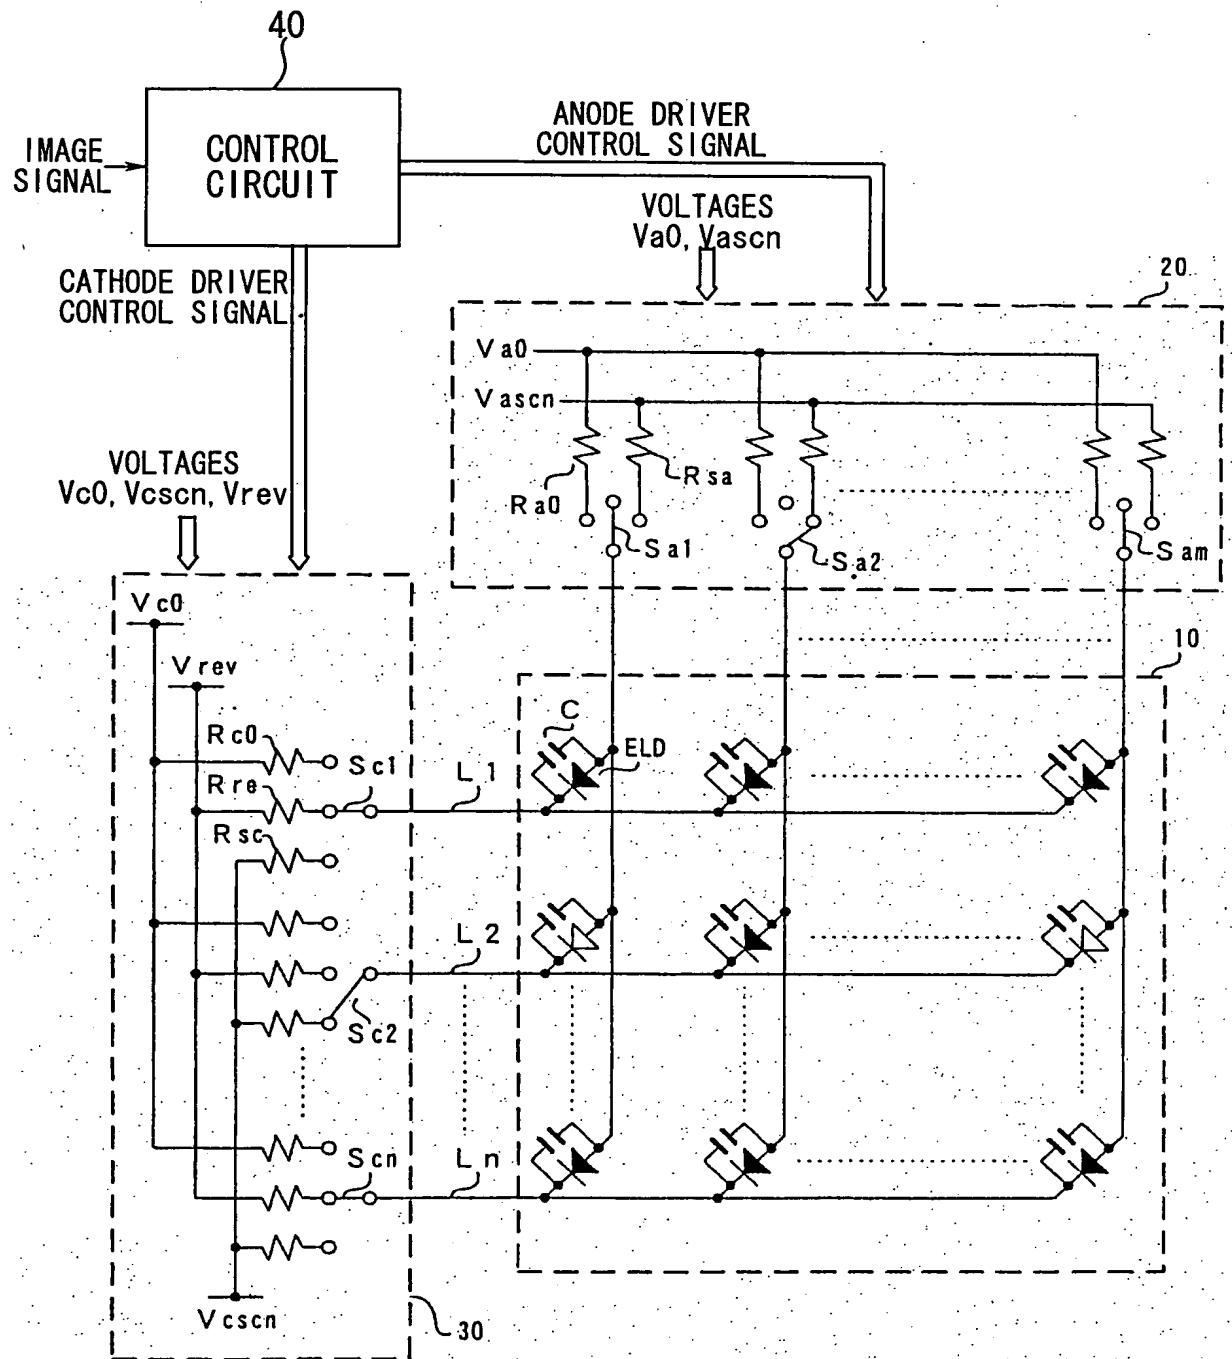 40
IMAGE
SIGNAL
CONTROL
CIRCUIT
ANODE DRIVER
CONTROL SIGNAL
VOLTAGES
Va0, Vascn
CATHODE DRIVER
CONTROL SIGNAL
20
Va0
Vascn
VOLTAGES
Vc0, Vcscn, Vrev
Ra0
Rsa
Sa1
Sa2
Sam
Vc0
Vrev
10
C
ELD
Rc0
Sc1
Rre
L1
Rsc
L2
Sc2
Scn
Ln
Vcscn
30